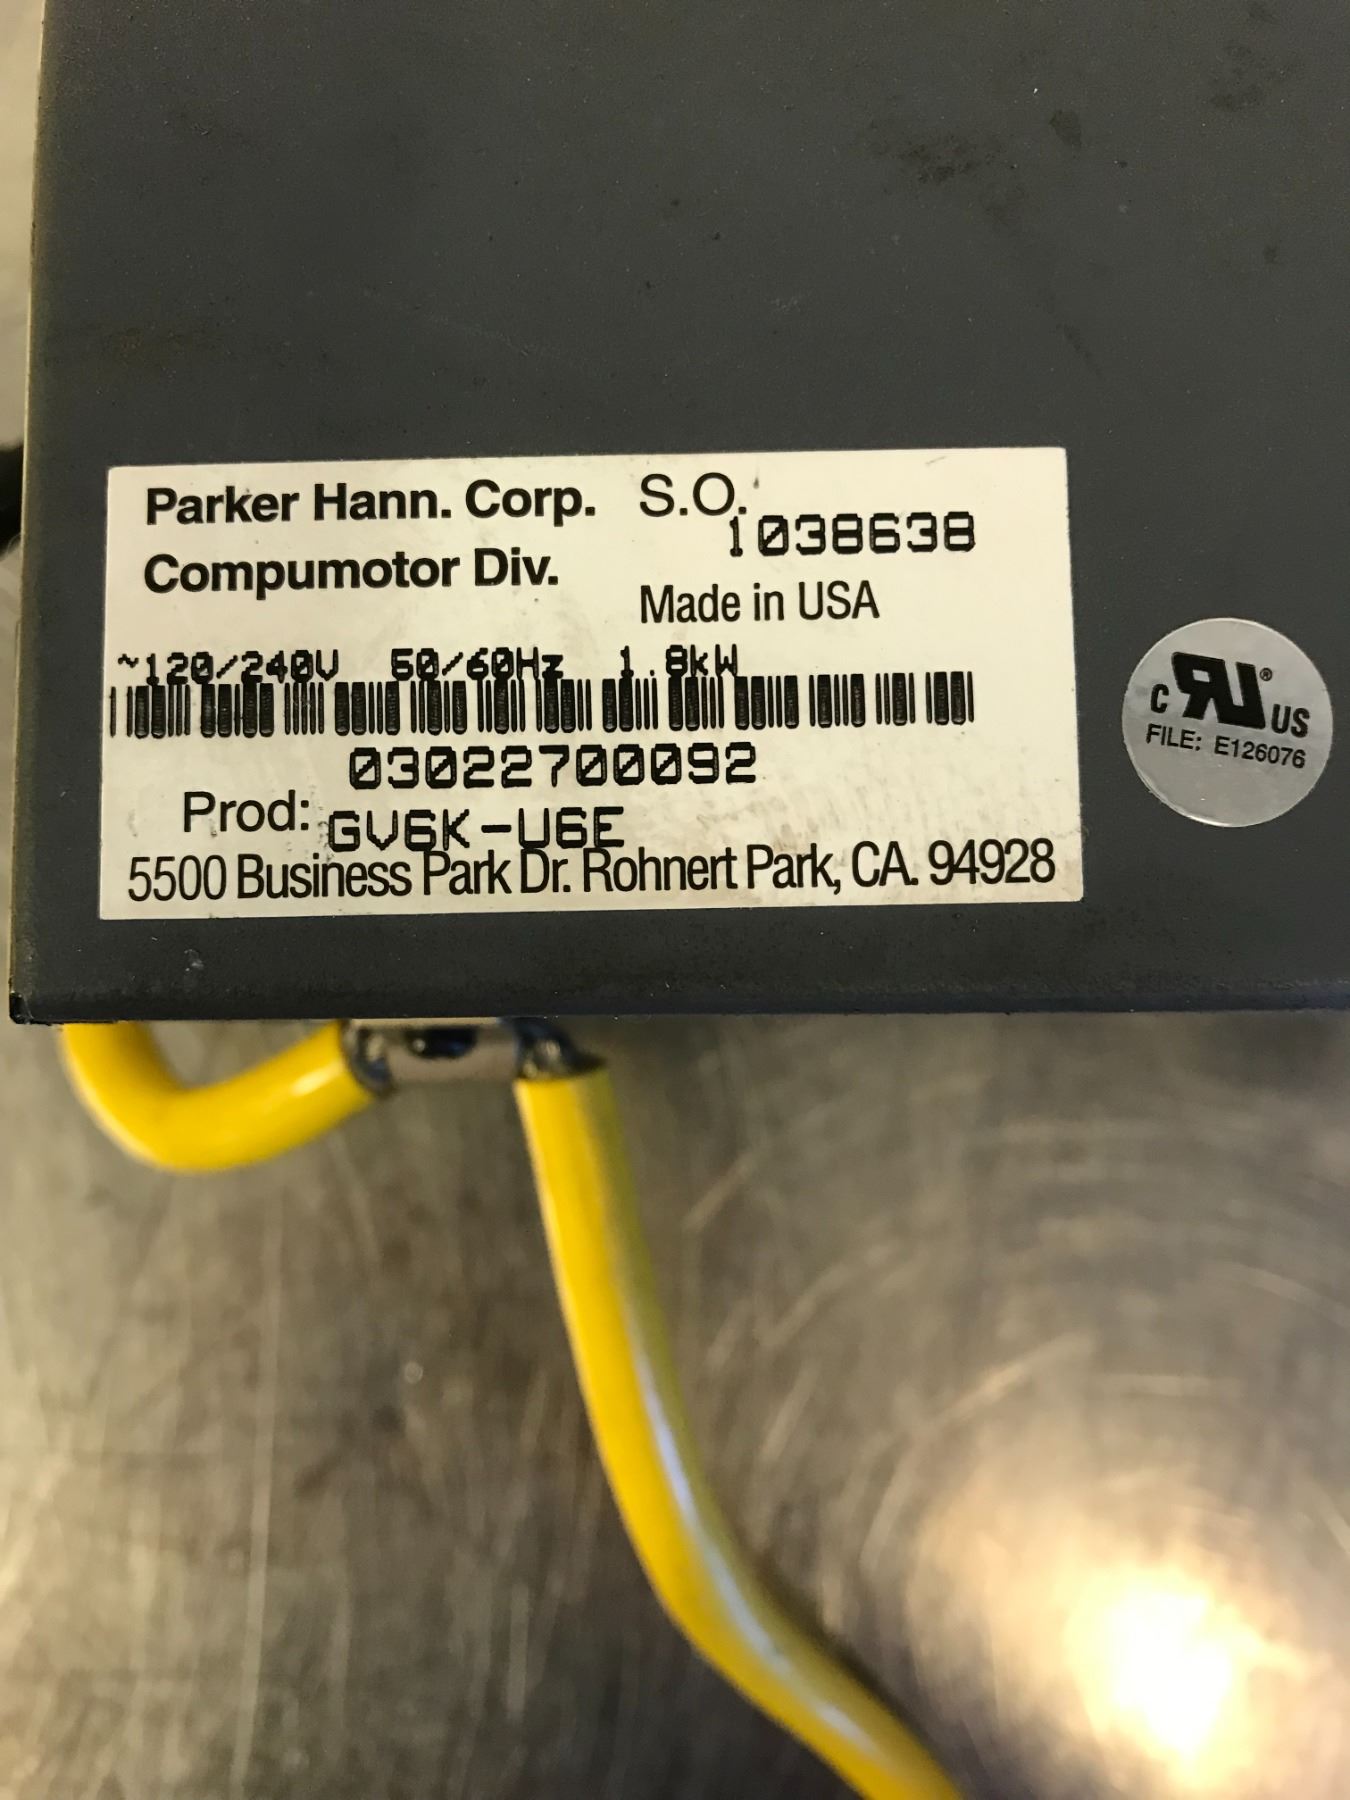 Parker Hann. Corp. S.O. 1038638
Compumotor Div.
Made in USA
~120/240V 50/60Hz 1.8kW
03022700092
Prod: GV6K-U6E
5500 Business Park Dr. Rohnert Park, CA. 94928
c RU® US
FILE: E126076